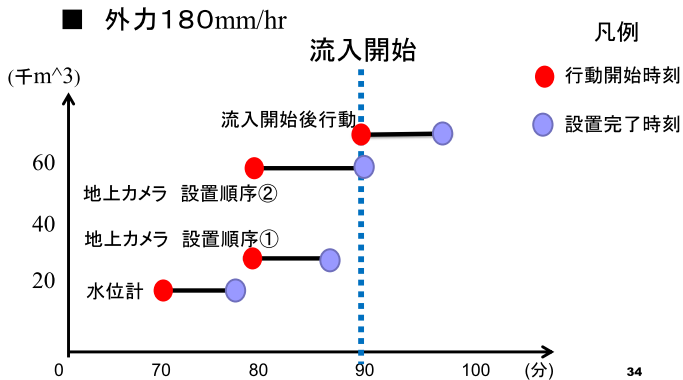 ■ 外力180mm/hr
流入開始
凡例
(千m^3)
行動開始時刻
設置完了時刻
流入開始後行動
60
地上カメラ 設置順序②
40
地上カメラ 設置順序①
20
水位計
0 70 80 90 100 (分)
34